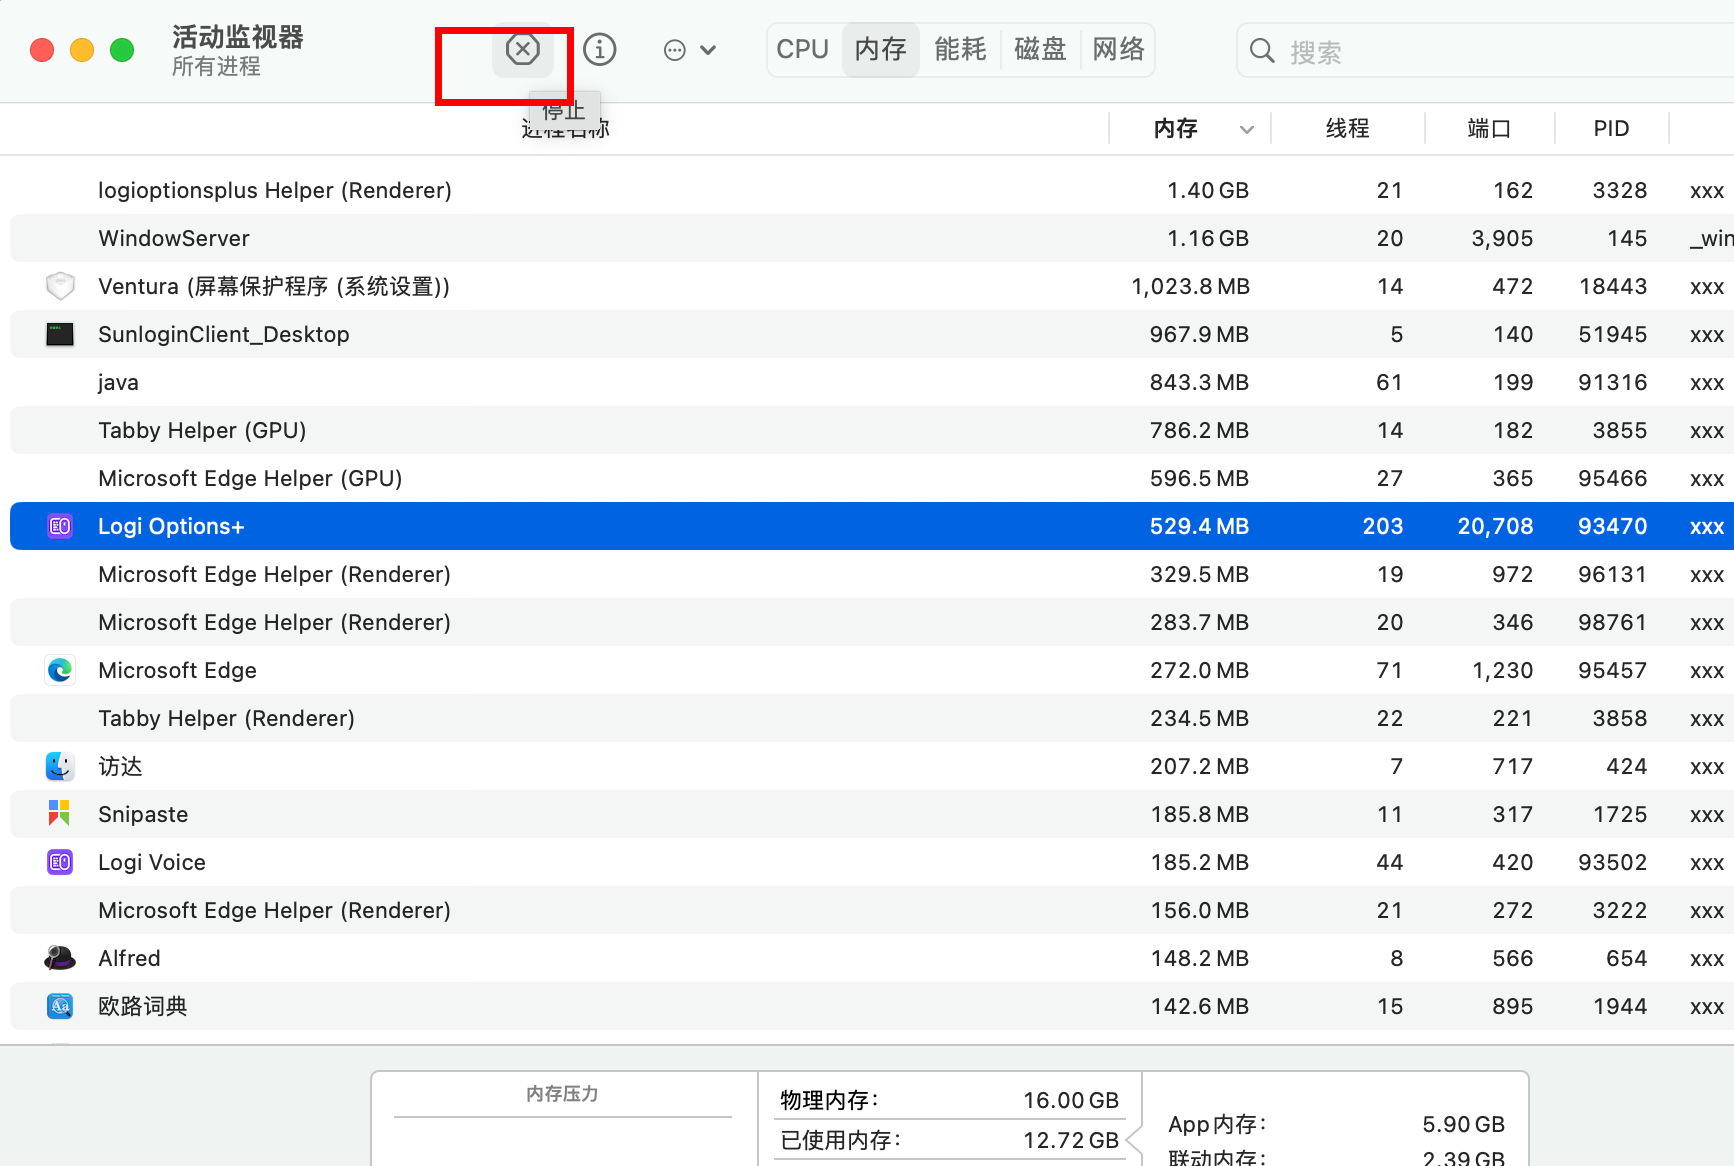 活动监视器
所有进程
CPU 内存 能耗 磁盘 网络 搜索
停止
进程名称 内存 线程 端口 PID
logioptionsplus Helper (Renderer) 1.40 GB 21 162 3328 xxx
WindowServer 1.16 GB 20 3,905 145 _win
Ventura (屏幕保护程序 (系统设置)) 1,023.8 MB 14 472 18443 xxx
SunloginClient_Desktop 967.9 MB 5 140 51945 xxx
java 843.3 MB 61 199 91316 xxx
Tabby Helper (GPU) 786.2 MB 14 182 3855 xxx
Microsoft Edge Helper (GPU) 596.5 MB 27 365 95466 xxx
Logi Options+ 529.4 MB 203 20,708 93470 xxx
Microsoft Edge Helper (Renderer) 329.5 MB 19 972 96131 xxx
Microsoft Edge Helper (Renderer) 283.7 MB 20 346 98761 xxx
Microsoft Edge 272.0 MB 71 1,230 95457 xxx
Tabby Helper (Renderer) 234.5 MB 22 221 3858 xxx
访达 207.2 MB 7 717 424 xxx
Snipaste 185.8 MB 11 317 1725 xxx
Logi Voice 185.2 MB 44 420 93502 xxx
Microsoft Edge Helper (Renderer) 156.0 MB 21 272 3222 xxx
Alfred 148.2 MB 8 566 654 xxx
欧路词典 142.6 MB 15 895 1944 xxx
内存压力
物理内存： 16.00 GB
已使用内存： 12.72 GB
App内存： 5.90 GB
联动内存： 2.39 GB